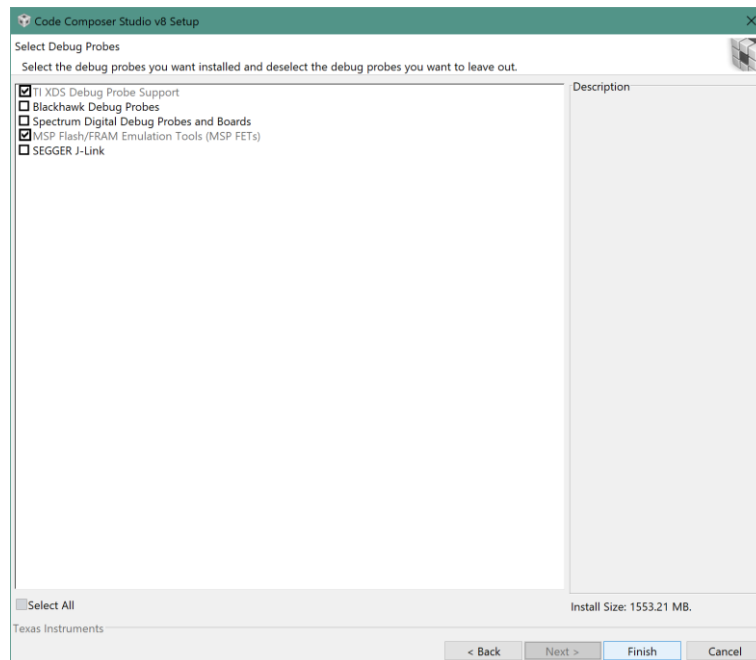 Code Composer Studio v8 Setup
Select Debug Probes
Select the debug probes you want installed and deselect the debug probes you want to leave out.
TI XDS Debug Probe Support
Blackhawk Debug Probes
Spectrum Digital Debug Probes and Boards
MSP Flash/FRAM Emulation Tools (MSP FETs)
SEGGER J-Link
Description
Select All
Install Size: 1553.21 MB.
Texas Instruments
< Back Next > Finish Cancel